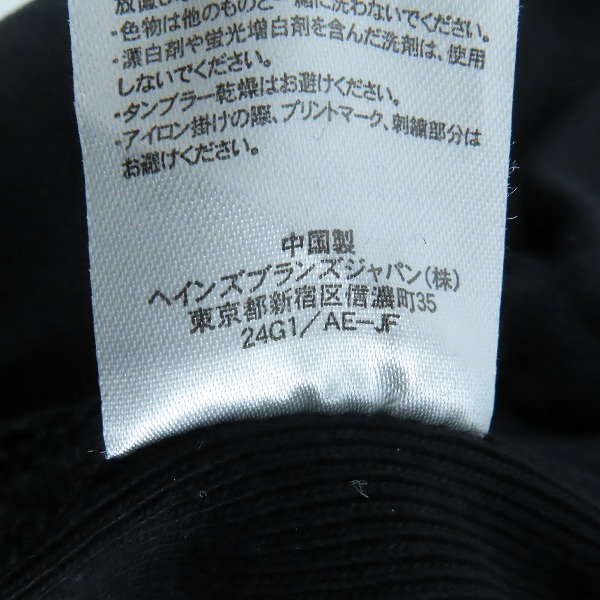 ・色物は他のものと一緒に洗わないでください。
・漂白剤や蛍光増白剤を含んだ洗剤は、使用
しないでください。
・タンブラー乾燥はお避けください。
・アイロン掛けの際、プリントマーク、刺繍部分は
お避けください。
中国製
ヘインズブランズジャパン(株)
東京都新宿区信濃町35
24G1/AE-JF